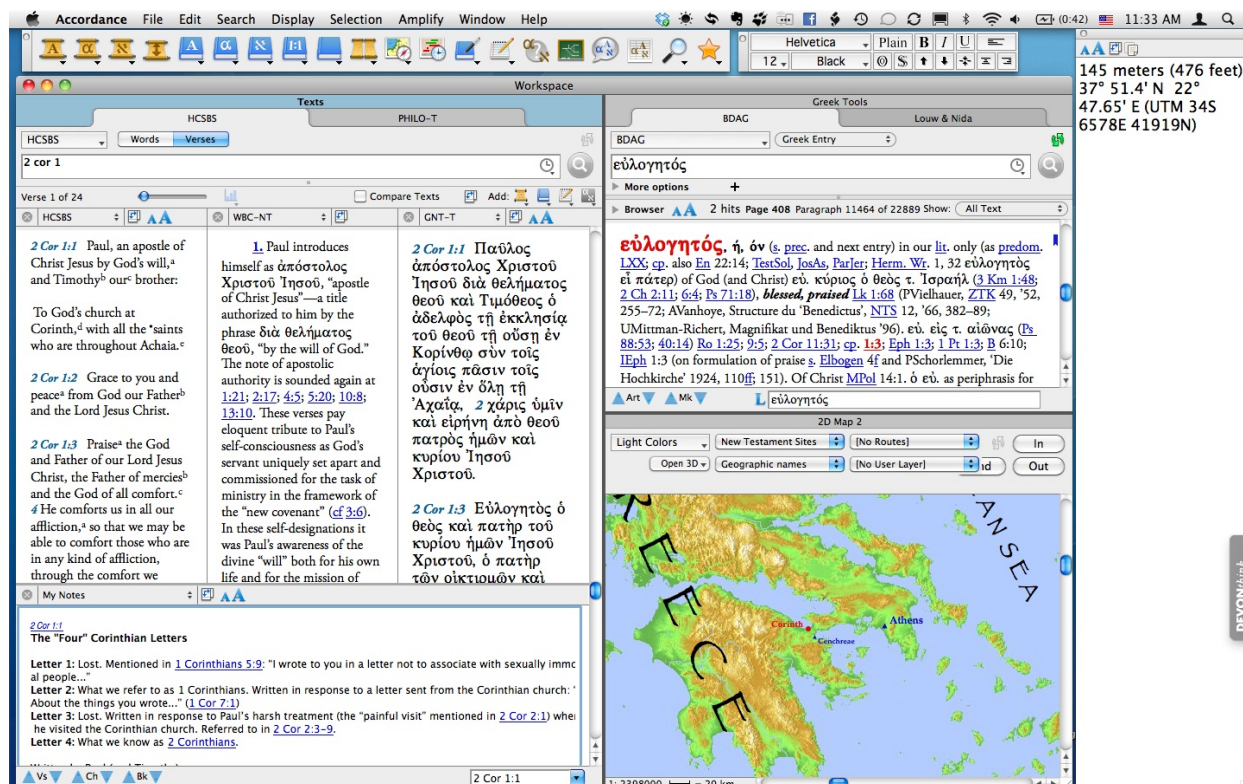 Accordance File Edit Search Display Selection Amplify Window Help (0:42) 11:33 AM
Helvetica Plain B I U
12 Black
145 meters (476 feet)
37° 51.4' N 22°
47.65' E (UTM 34S
6578E 41919N)
Workspace
Texts
HCSBS PHILO-T
HCSBS Words Verses
2 cor 1
Verse 1 of 24 Compare Texts Add:
HCSBS WBC-NT GNT-T
2 Cor 1:1 Paul, an apostle of
Christ Jesus by God's will,a
and Timothyb ourc brother:
To God's church at
Corinth,d with all the *saints
who are throughout Achaia.e
2 Cor 1:2 Grace to you and
peacea from God our Fatherb
and the Lord Jesus Christ.
2 Cor 1:3 Praisea the God
and Father of our Lord Jesus
Christ, the Father of merciesb
and the God of all comfort.c
4 He comforts us in all our
affliction,a so that we may be
able to comfort those who are
in any kind of affliction,
through the comfort we
1. Paul introduces
himself as ἀπόστολος
Χριστοῦ Ἰησοῦ, “apostle
of Christ Jesus”—a title
authorized to him by the
phrase διὰ θελήματος
θεοῦ, “by the will of God.”
The note of apostolic
authority is sounded again at
1:21; 2:17; 4:5; 5:20; 10:8;
13:10. These verses pay
eloquent tribute to Paul's
self-consciousness as God's
servant uniquely set apart and
commissioned for the task of
ministry in the framework of
the “new covenant” (cf 3:6).
In these self-designations it
was Paul's awareness of the
divine “will” both for his own
life and for the mission of
2 Cor 1:1 Παῦλος
ἀπόστολος Χριστοῦ
Ἰησοῦ διὰ θελήματος
θεοῦ καὶ Τιμόθεος ὁ
ἀδελφὸς τῇ ἐκκλησίᾳ
τοῦ θεοῦ τῇ οὔσῃ ἐν
Κορίνθῳ σὺν τοῖς
ἁγίοις πᾶσιν τοῖς
οὖσιν ἐν ὅλῃ τῇ
Ἀχαΐᾳ, 2 χάρις ὑμῖν
καὶ εἰρήνη ἀπὸ θεοῦ
πατρὸς ἡμῶν καὶ
κυρίου Ἰησοῦ
Χριστοῦ.
2 Cor 1:3 Εὐλογητὸς ὁ
θεὸς καὶ πατὴρ τοῦ
κυρίου ἡμῶν Ἰησοῦ
Χριστοῦ, ὁ πατὴρ
τῶν οἰκτιρμῶν καὶ
My Notes
2 Cor 1:1
The "Four" Corinthian Letters
Letter 1: Lost. Mentioned in 1 Corinthians 5:9: "I wrote to you in a letter not to associate with sexually immo
al people..."
Letter 2: What we refer to as 1 Corinthians. Written in response to a letter sent from the Corinthian church: "
About the things you wrote..." (1 Cor 7:1)
Letter 3: Lost. Written in response to Paul's harsh treatment (the "painful visit" mentioned in 2 Cor 2:1) when
he visited the Corinthian church. Referred to in 2 Cor 2:3–9.
Letter 4: What we know as 2 Corinthians.
Vs Ch Bk 2 Cor 1:1
Greek Tools
BDAG Louw & Nida
BDAG Greek Entry
εὐλογητός
More options +
Browser 2 hits Page 408 Paragraph 11464 of 22889 Show: All Text
εὐλογητός, ή, όν (s. prec. and next entry) in our lit. only (as predom.
LXX; cp. also En 22:14; TestSol, JosAs, ParJer; Herm. Wr. 1, 32 εὐλογητὸς
εἶ πάτερ) of God (and Christ) εὐ. κύριος ὁ θεὸς τ. Ἰσραήλ (3 Km 1:48;
2 Ch 2:11; 6:4; Ps 71:18), blessed, praised Lk 1:68 (PVielhauer, ZTK 49, '52,
255–72; AVanhoye, Structure du 'Benedictus', NTS 12, '66, 382–89;
UMittman-Richert, Magnifikat und Benediktus '96). εὐ. εἰς τ. αἰῶνας (Ps
88:53; 40:14) Ro 1:25; 9:5; 2 Cor 11:31; cp. 1:3; Eph 1:3; 1 Pt 1:3; B 6:10;
IEph 1:3 (on formulation of praise s. Elbogen 4f and PSchorlemmer, 'Die
Hochkirche' 1924, 110ff; 151). Of Christ MPol 14:1. ὁ εὐ. as periphrasis for
Art Mk L εὐλογητός
2D Map 2
Light Colors New Testament Sites [No Routes] In
Open 3D Geographic names [No User Layer] nd Out
REECE
ANSEA
Corinth
Cenchreae
Athens
1: 2398000 = 20 km
DEVONthink